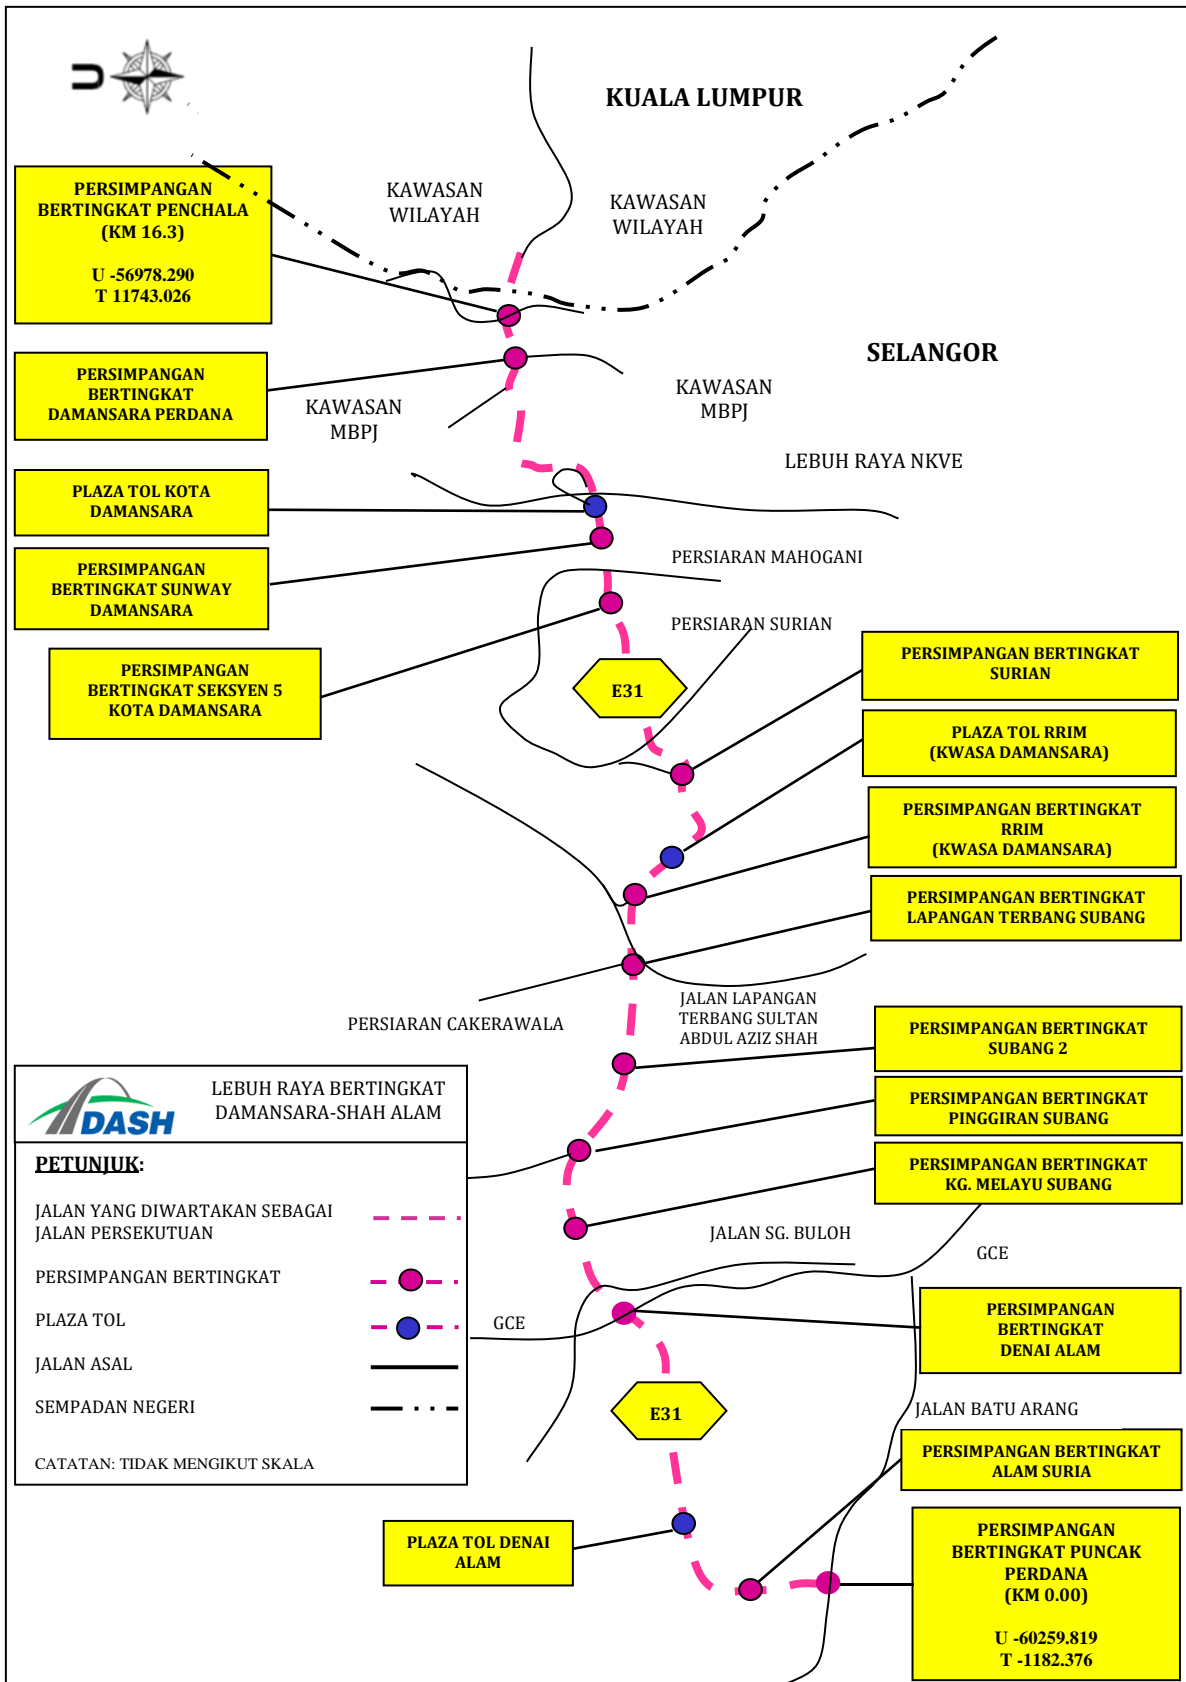 U
KUALA LUMPUR
KAWASAN
WILAYAH
KAWASAN
WILAYAH
PERSIMPANGAN
BERTINGKAT PENCHALA
(KM 16.3)
U -56978.290
T 11743.026
SELANGOR
PERSIMPANGAN
BERTINGKAT
DAMANSARA PERDANA
KAWASAN
MBPJ
KAWASAN
MBPJ
LEBUH RAYA NKVE
PLAZA TOL KOTA
DAMANSARA
PERSIMPANGAN
BERTINGKAT SUNWAY
DAMANSARA
PERSIARAN MAHOGANI
PERSIARAN SURIAN
PERSIMPANGAN
BERTINGKAT SEKSYEN 5
KOTA DAMANSARA
E31
PERSIMPANGAN BERTINGKAT
SURIAN
PLAZA TOL RRIM
(KWASA DAMANSARA)
PERSIMPANGAN BERTINGKAT
RRIM
(KWASA DAMANSARA)
PERSIMPANGAN BERTINGKAT
LAPANGAN TERBANG SUBANG
JALAN LAPANGAN
TERBANG SULTAN
ABDUL AZIZ SHAH
PERSIARAN CAKERAWALA
PERSIMPANGAN BERTINGKAT
SUBANG 2
PERSIMPANGAN BERTINGKAT
PINGGIRAN SUBANG
PERSIMPANGAN BERTINGKAT
KG. MELAYU SUBANG
DASH
LEBUH RAYA BERTINGKAT
DAMANSARA-SHAH ALAM
PETUNJUK:
JALAN YANG DIWARTAKAN SEBAGAI
JALAN PERSEKUTUAN
PERSIMPANGAN BERTINGKAT
PLAZA TOL
JALAN ASAL
SEMPADAN NEGERI
CATATAN: TIDAK MENGIKUT SKALA
JALAN SG. BULOH
GCE
GCE
PERSIMPANGAN
BERTINGKAT
DENAI ALAM
E31
JALAN BATU ARANG
PERSIMPANGAN BERTINGKAT
ALAM SURIA
PLAZA TOL DENAI
ALAM
PERSIMPANGAN
BERTINGKAT PUNCAK
PERDANA
(KM 0.00)
U -60259.819
T -1182.376